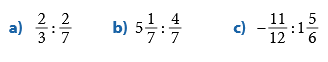 a) 2/3 : 2/7 b) 5 1/7 : 4/7 c) - 11/12 : 1 5/6